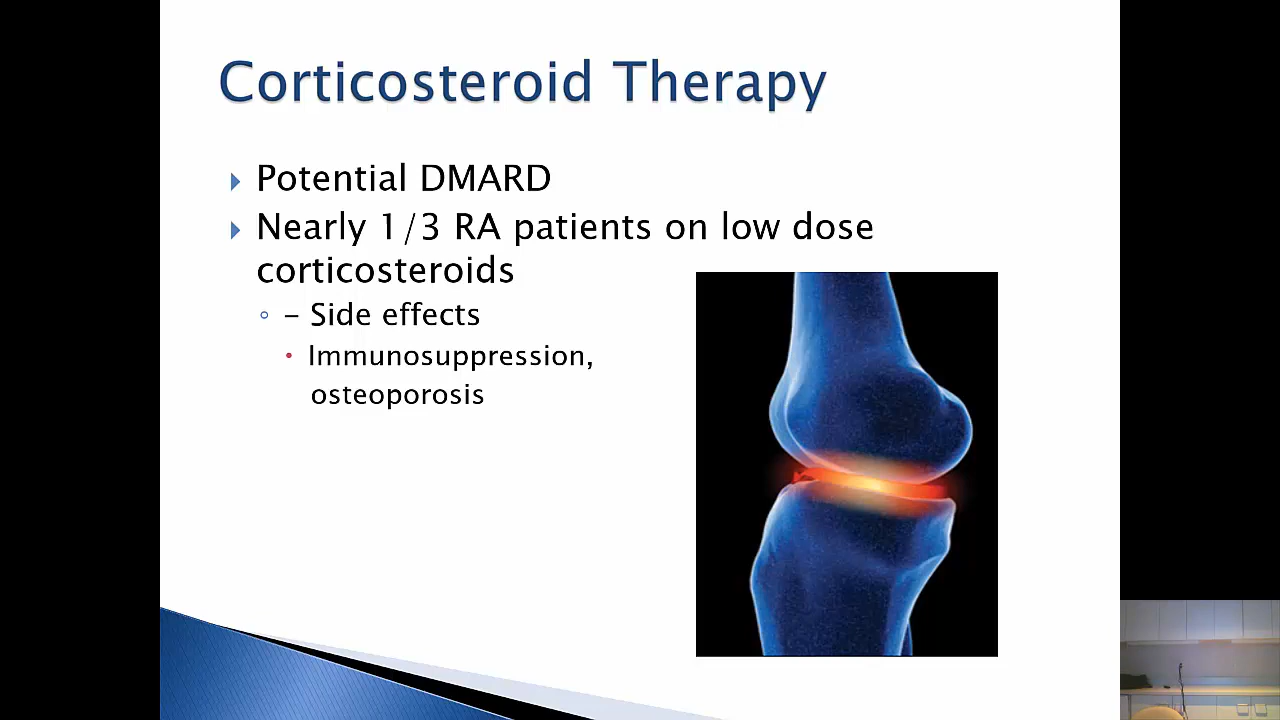 Corticosteroid Therapy
Potential DMARD
Nearly 1/3 RA patients on low dose
corticosteroids
– Side effects
Immunosuppression,
osteoporosis